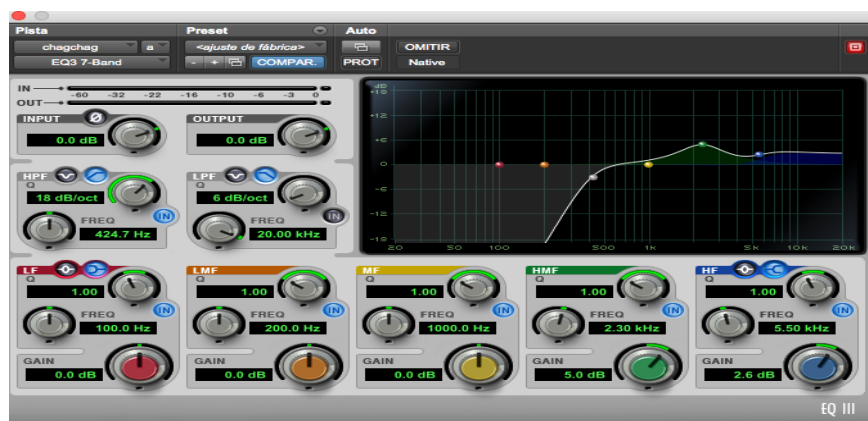 Pista Preset Auto
chagchag a <ajuste de fábrica> OMITIR
EQ3 7-Band - + COMPAR. PROT Native
IN
-60 -32 -22 -16 -10 -6 -3 0
OUT
INPUT Ø OUTPUT
0.0 dB 0.0 dB
HPF LPF
Q Q
18 dB/oct 6 dB/oct
IN IN
FREQ FREQ
424.7 Hz 20.00 kHz
dB
+18
+12
+6
0
-6
-12
-18
20 50 100 500 1k 5k 10k 20k
LF LMF MF HMF HF
Q Q Q Q Q
1.00 1.00 1.00 1.00 1.00
IN IN IN IN IN
FREQ FREQ FREQ FREQ FREQ
100.0 Hz 200.0 Hz 1000.0 Hz 2.30 kHz 5.50 kHz
GAIN GAIN GAIN GAIN GAIN
0.0 dB 0.0 dB 0.0 dB 5.0 dB 2.6 dB
EQ III